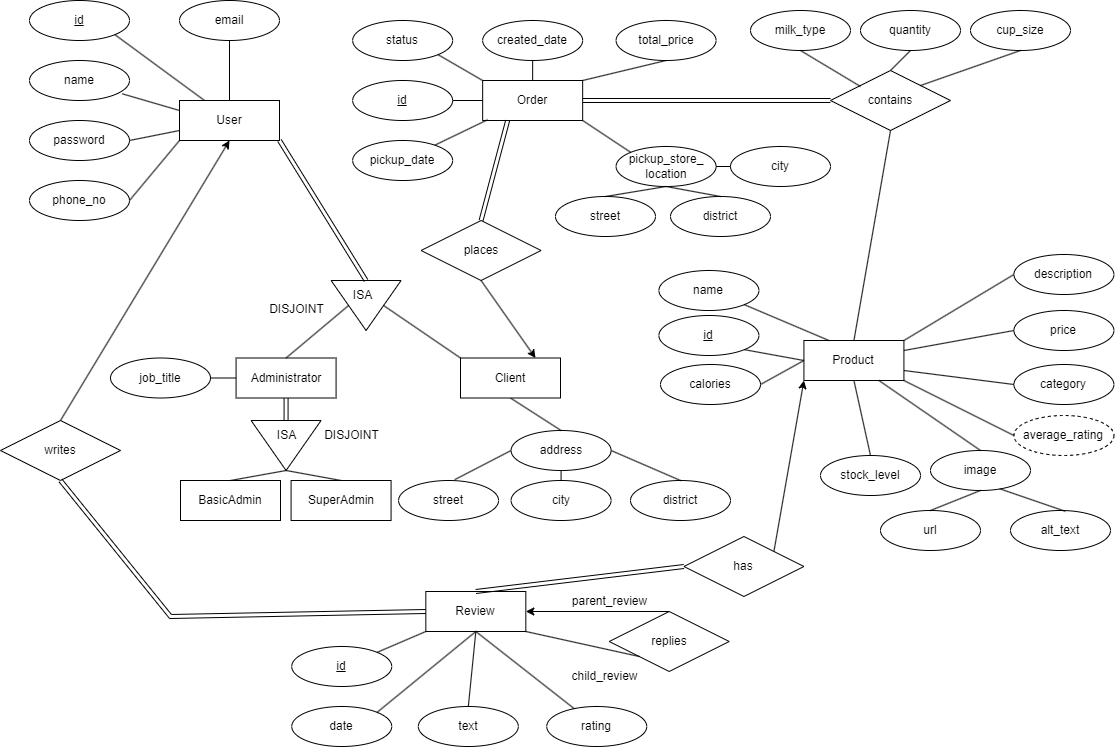 id
email
status
created_date
total_price
milk_type
quantity
cup_size
name
id
Order
contains
User
password
pickup_date
pickup_store_
location
city
phone_no
street
district
places
description
name
ISA
DISJOINT
id
price
Product
job_title
Administrator
Client
calories
category
ISA
DISJOINT
average_rating
writes
address
image
stock_level
BasicAdmin
SuperAdmin
street
city
district
url
alt_text
has
parent_review
Review
replies
id
child_review
date
text
rating